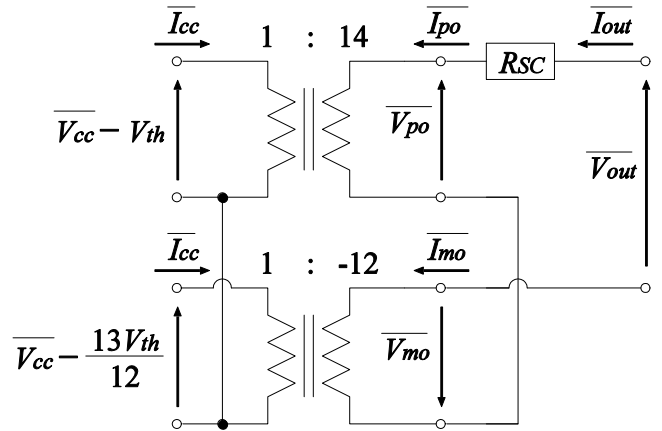 Icc 1 : 14 Ipo Iout
RSC
Vcc − Vth Vpo Vout
Icc 1 : -12 Imo
Vcc − 13Vth/12 Vmo